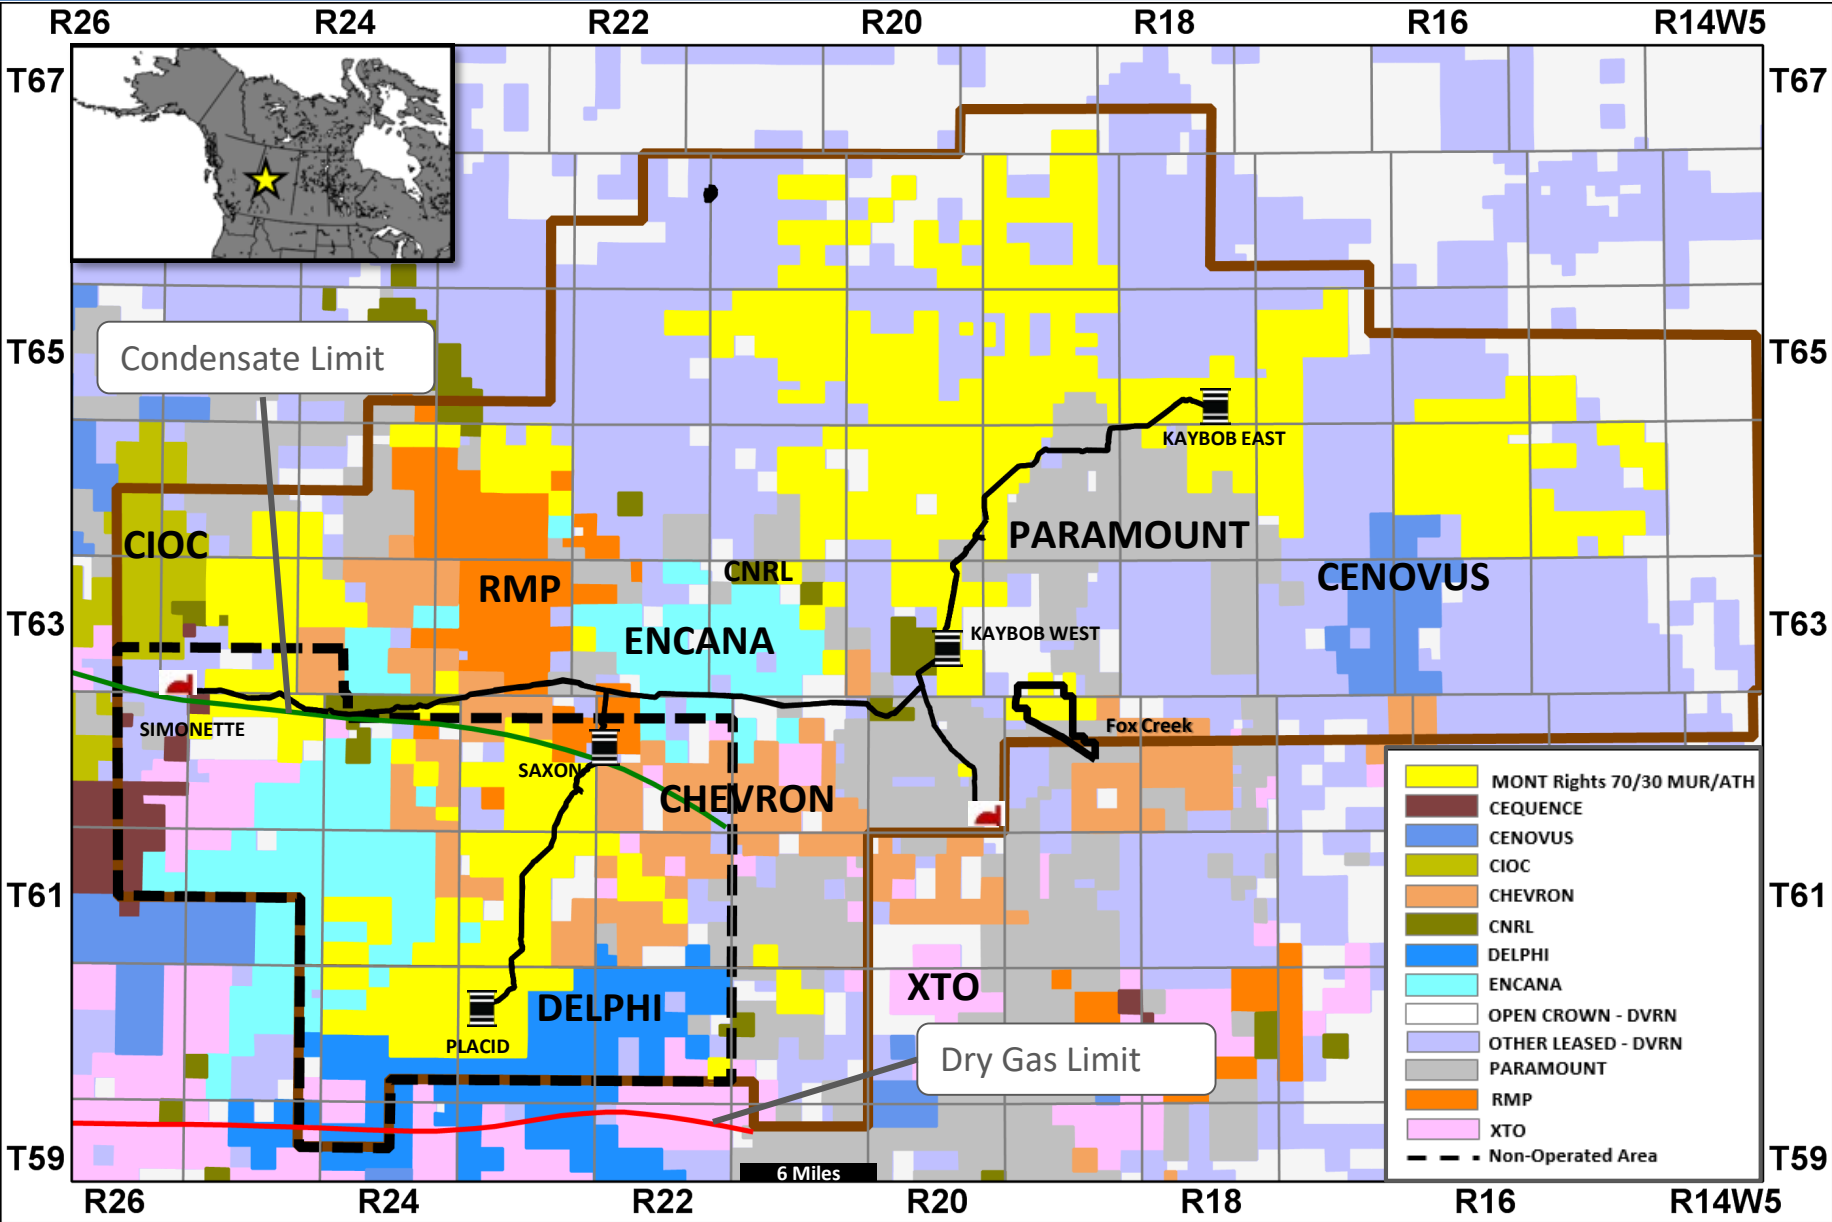 R26 R24 R22 R20 R18 R16 R14W5
T67 T67
T65 T65
Condensate Limit
KAYBOB EAST
CIOC
PARAMOUNT
CNRL
RMP
CENOVUS
T63 T63
ENCANA
KAYBOB WEST
SIMONETTE
Fox Creek
SAXON
CHEVRON
T61 T61
XTO
DELPHI
PLACID
Dry Gas Limit
MONT Rights 70/30 MUR/ATH
CEQUENCE
CENOVUS
CIOC
CHEVRON
CNRL
DELPHI
ENCANA
OPEN CROWN - DVRN
OTHER LEASED - DVRN
PARAMOUNT
RMP
XTO
Non-Operated Area
T59 T59
6 Miles
R26 R24 R22 R20 R18 R16 R14W5